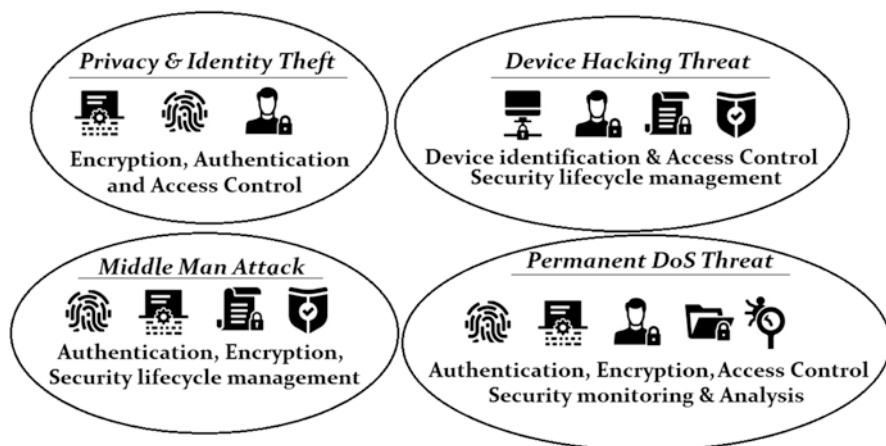 Privacy & Identity Theft
Encryption, Authentication
and Access Control
Device Hacking Threat
Device identification & Access Control
Security lifecycle management
Middle Man Attack
Authentication, Encryption,
Security lifecycle management
Permanent DoS Threat
Authentication, Encryption, Access Control
Security monitoring & Analysis